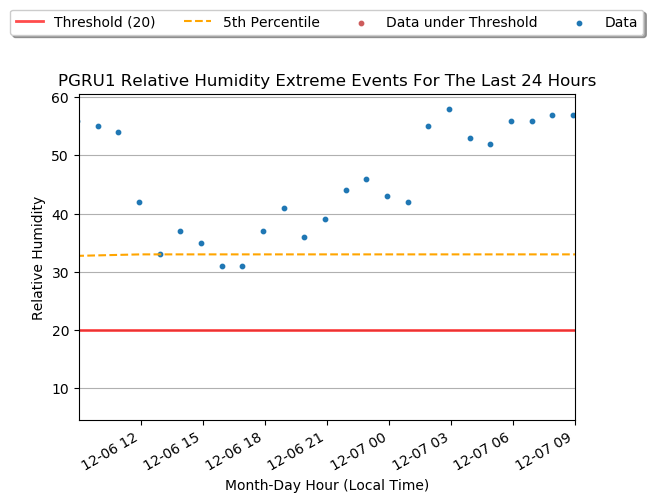 Threshold (20) 5th Percentile Data under Threshold Data
PGRU1 Relative Humidity Extreme Events For The Last 24 Hours
60
50
40
30
20
10
Relative Humidity
12-06 12 12-06 15 12-06 18 12-06 21 12-07 00 12-07 03 12-07 06 12-07 09
Month-Day Hour (Local Time)